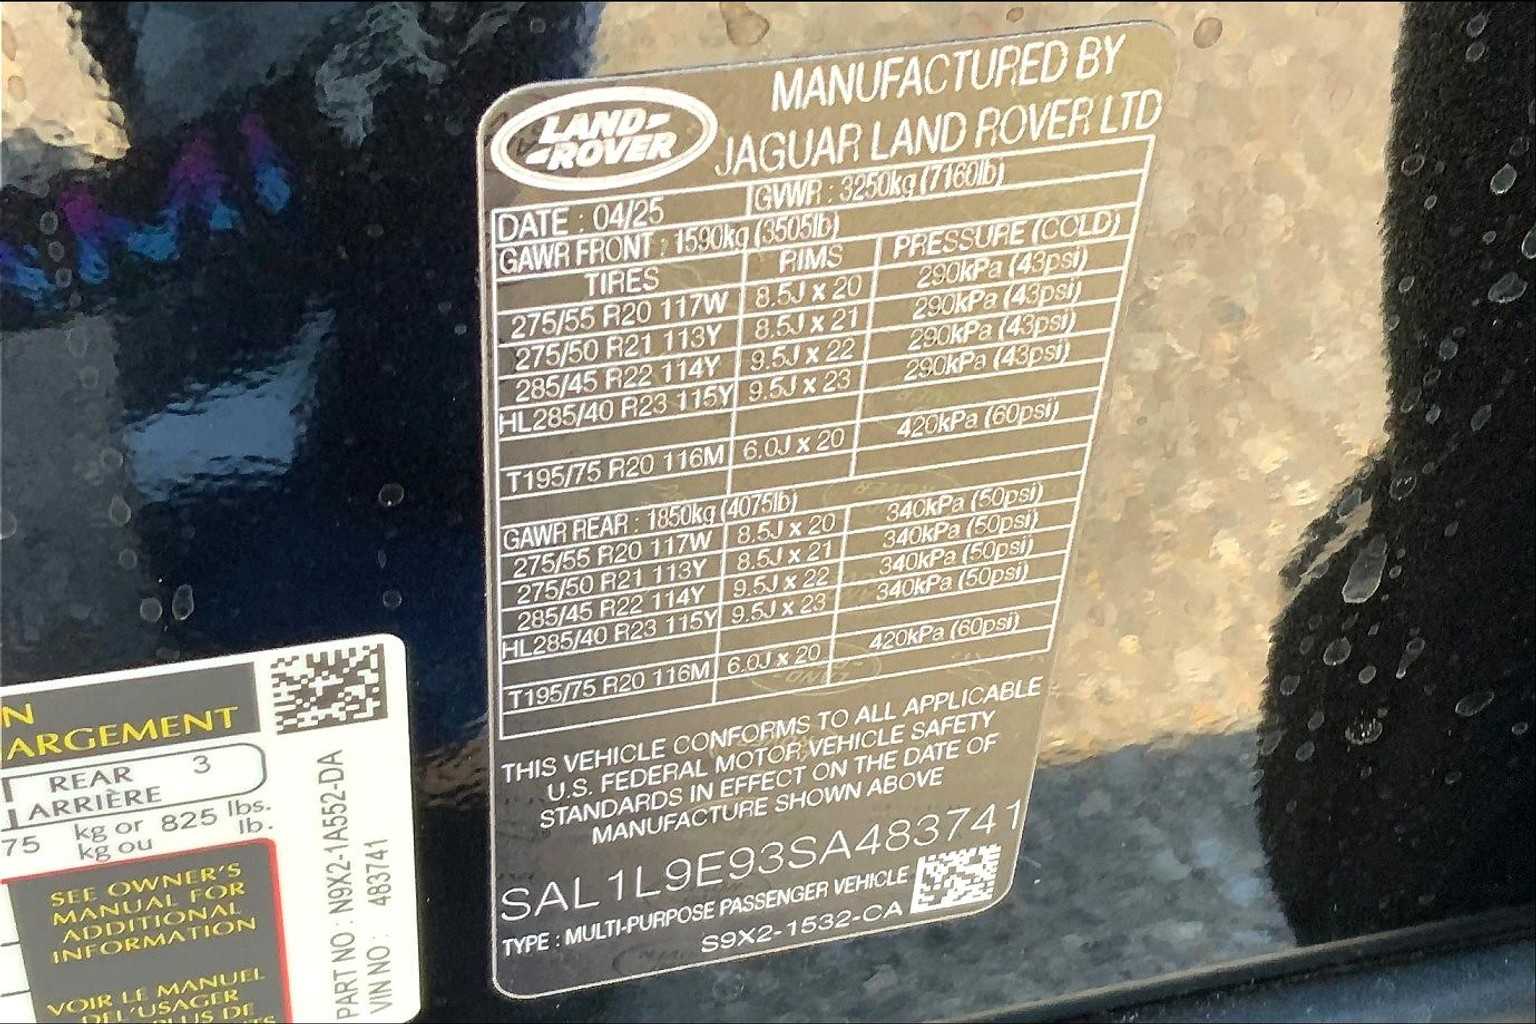 LAND-
-ROVER
MANUFACTURED BY
JAGUAR LAND ROVER LTD
DATE : 04/25 GVWR : 3250kg (7160lb)
GAWR FRONT : 1590kg (3505lb)
TIRES RIMS PRESSURE (COLD)
275/55 R20 117W 8.5J x 20 290kPa (43psi)
275/50 R21 113Y 8.5J x 21 290kPa (43psi)
285/45 R22 114Y 9.5J x 22 290kPa (43psi)
HL285/40 R23 115Y 9.5J x 23 290kPa (43psi)
T195/75 R20 116M 6.0J x 20 420kPa (60psi)
GAWR REAR : 1850kg (4075lb)
275/55 R20 117W 8.5J x 20 340kPa (50psi)
275/50 R21 113Y 8.5J x 21 340kPa (50psi)
285/45 R22 114Y 9.5J x 22 340kPa (50psi)
HL285/40 R23 115Y 9.5J x 23 340kPa (50psi)
T195/75 R20 116M 6.0J x 20 420kPa (60psi)
THIS VEHICLE CONFORMS TO ALL APPLICABLE
U.S. FEDERAL MOTOR VEHICLE SAFETY
STANDARDS IN EFFECT ON THE DATE OF
MANUFACTURE SHOWN ABOVE
SAL1L9E93SA483741
TYPE : MULTI-PURPOSE PASSENGER VEHICLE
S9X2-1532-CA
N
ARGEMENT
REAR 3
ARRIÈRE
75 kg or 825 lbs.
kg ou lb.
SEE OWNER'S
MANUAL FOR
ADDITIONAL
INFORMATION
VOIR LE MANUEL
DE L'USAGER
PLUS DE
PART NO : N9X2-1A552-DA
VIN NO : 483741